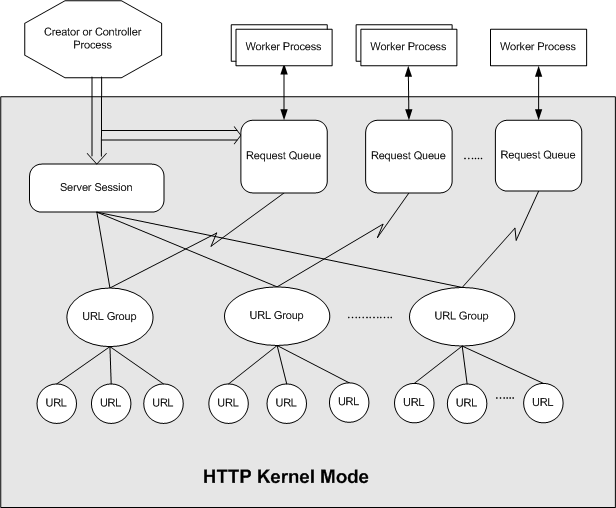 Creator or Controller
Process
Worker Process
Worker Process
Worker Process
Request Queue
Request Queue
......
Request Queue
Server Session
URL Group
URL Group
.............
URL Group
URL
URL
URL
URL
URL
URL
URL
URL
......
URL
HTTP Kernel Mode